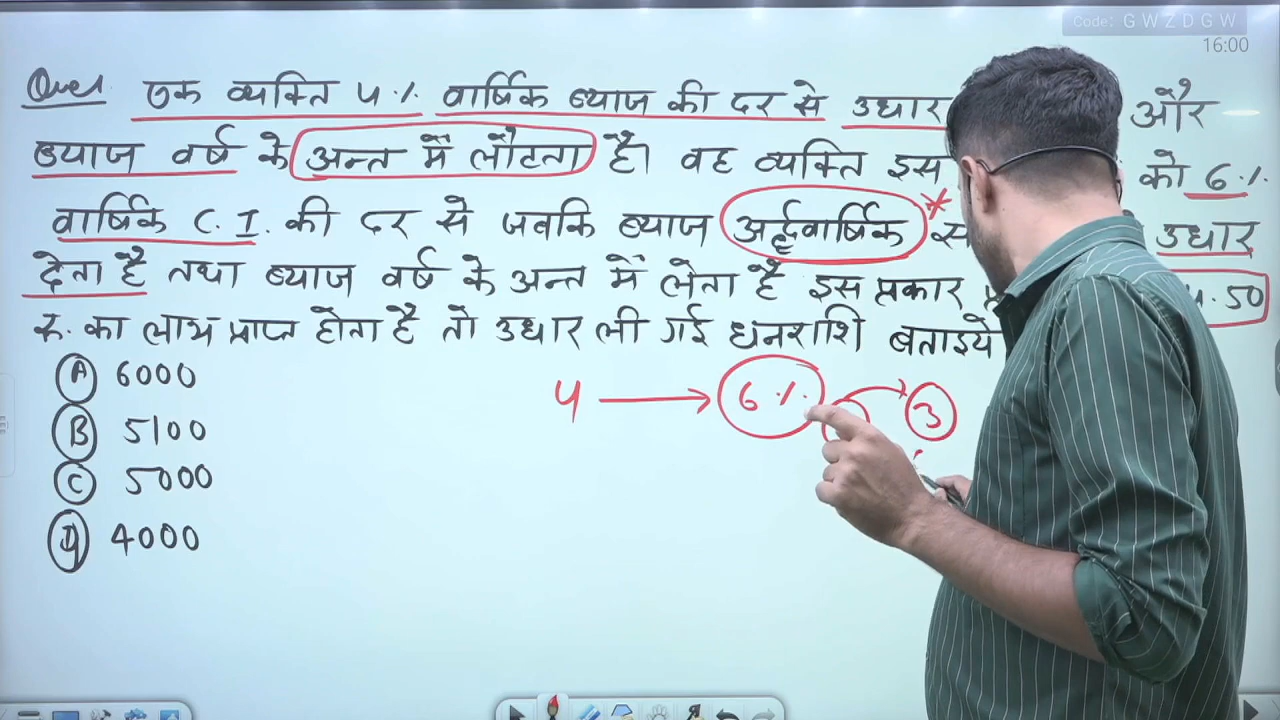 Code: G W Z D G W
16:00
Ques एक व्यक्ति 4% वार्षिक ब्याज की दर से उधार और
ब्याज वर्ष के अन्त में लौटता है। वह व्यक्ति इस को 6%
वार्षिक C.I. की दर से जबकि ब्याज अर्द्धवार्षिक उधार
देता है तथा ब्याज वर्ष के अन्त में लेता है इस प्रकार .50
रु. का लाभ प्राप्त होता है तो उधार ली गई धनराशि बताइये
(A) 6000
(B) 5100
(C) 5000
(D) 4000
4 → 6% 3